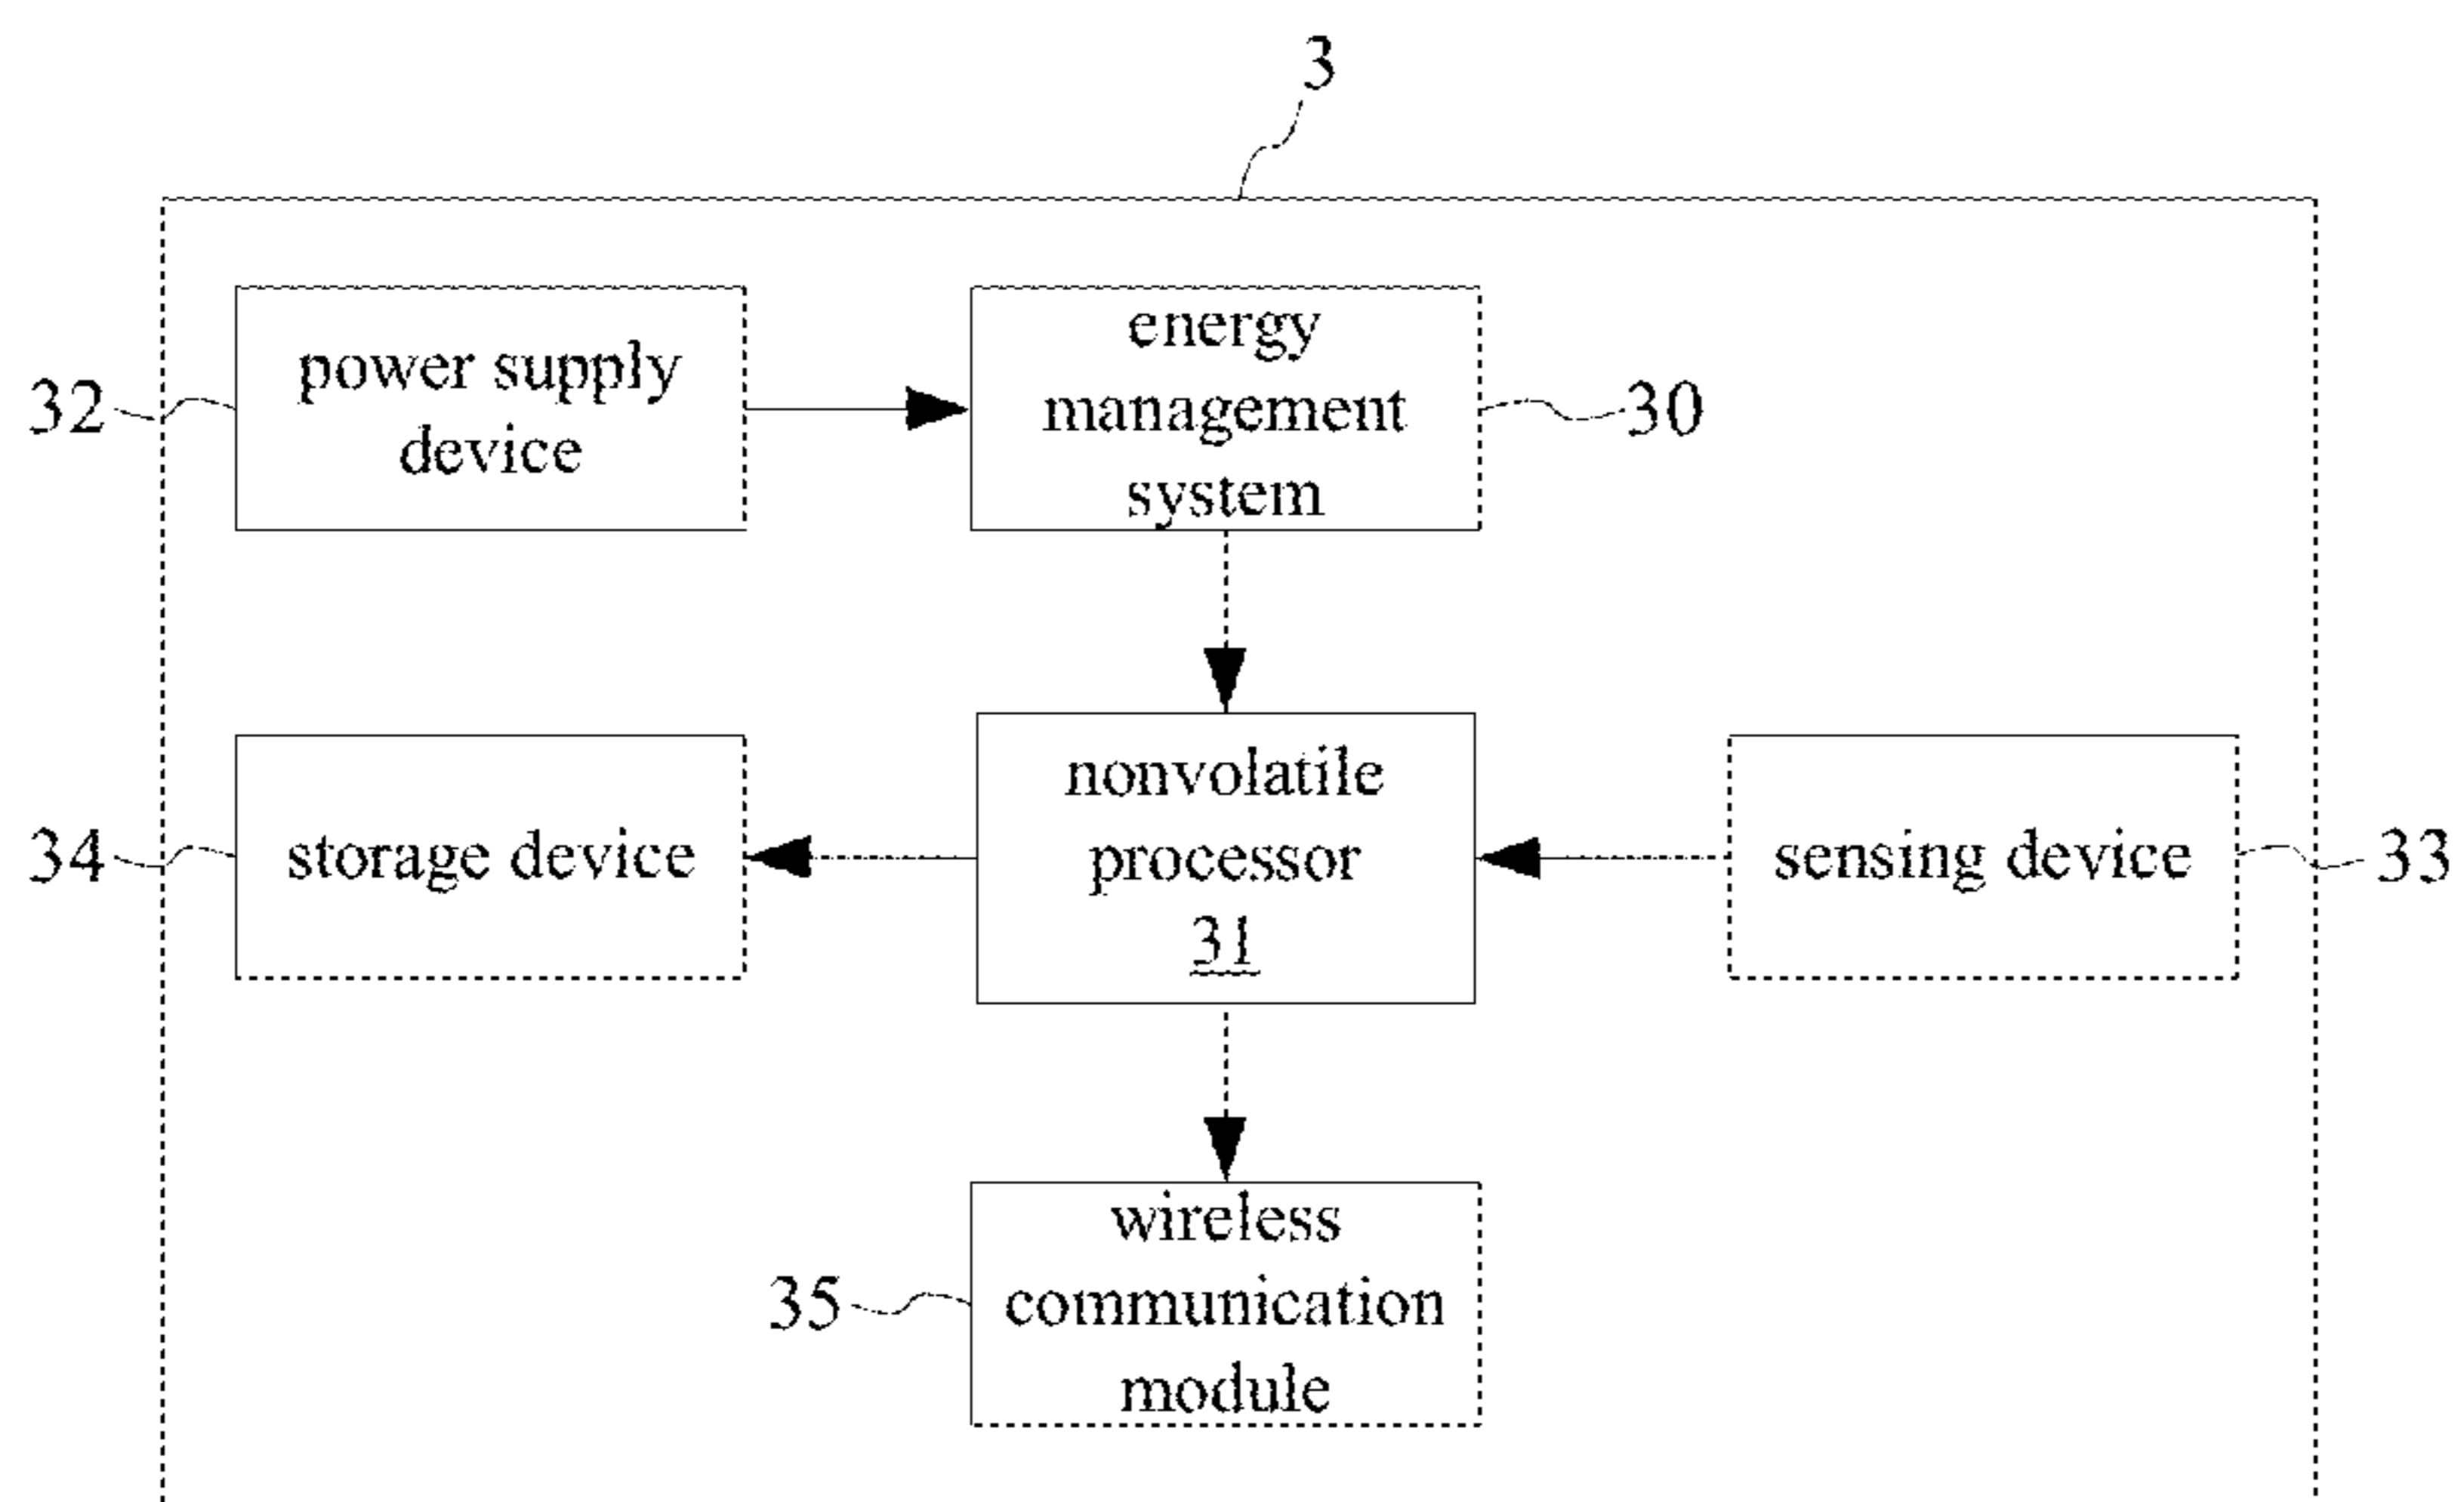 3
power supply
device
32
energy
management
system
30
storage device
34
nonvolatile
processor
31
sensing device
33
wireless
communication
module
35